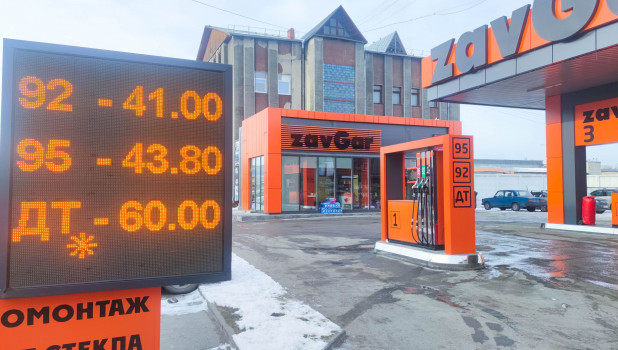 92 - 41.00
95 - 43.80
ДТ - 60.00
ОМОНТАЖ
СТЕКЛА
zavGar
1
95
92
ДТ
zavGar
zav
3